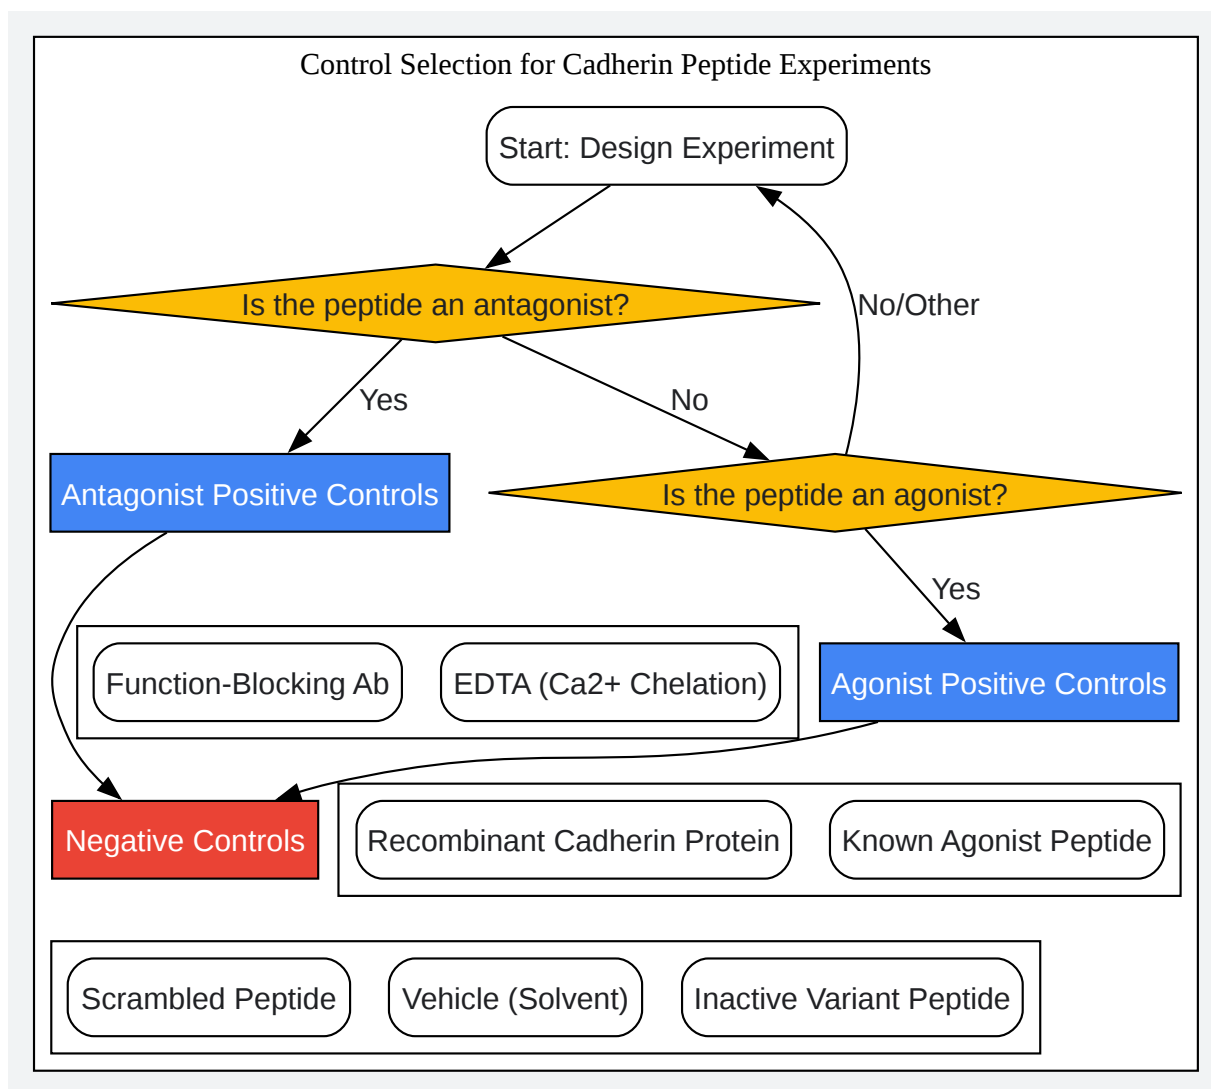 Control Selection for Cadherin Peptide Experiments
Start: Design Experiment
Is the peptide an antagonist?
No/Other
Yes
No
Antagonist Positive Controls
Is the peptide an agonist?
Yes
Function-Blocking Ab
EDTA (Ca2+ Chelation)
Agonist Positive Controls
Negative Controls
Recombinant Cadherin Protein
Known Agonist Peptide
Scrambled Peptide
Vehicle (Solvent)
Inactive Variant Peptide